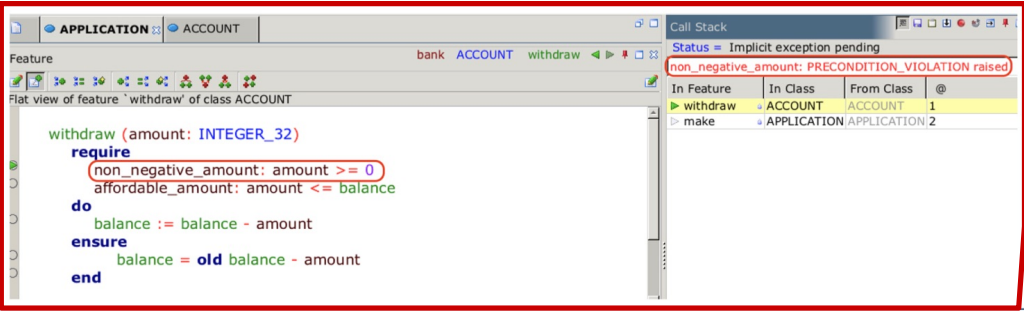 APPLICATION ACCOUNT
Feature bank ACCOUNT withdraw
Flat view of feature `withdraw' of class ACCOUNT
withdraw (amount: INTEGER_32)
require
non_negative_amount: amount >= 0
affordable_amount: amount <= balance
do
balance := balance - amount
ensure
balance = old balance - amount
end
Call Stack
Status = Implicit exception pending
non_negative_amount: PRECONDITION_VIOLATION raised
In Feature In Class From Class @
withdraw ACCOUNT ACCOUNT 1
make APPLICATION APPLICATION 2